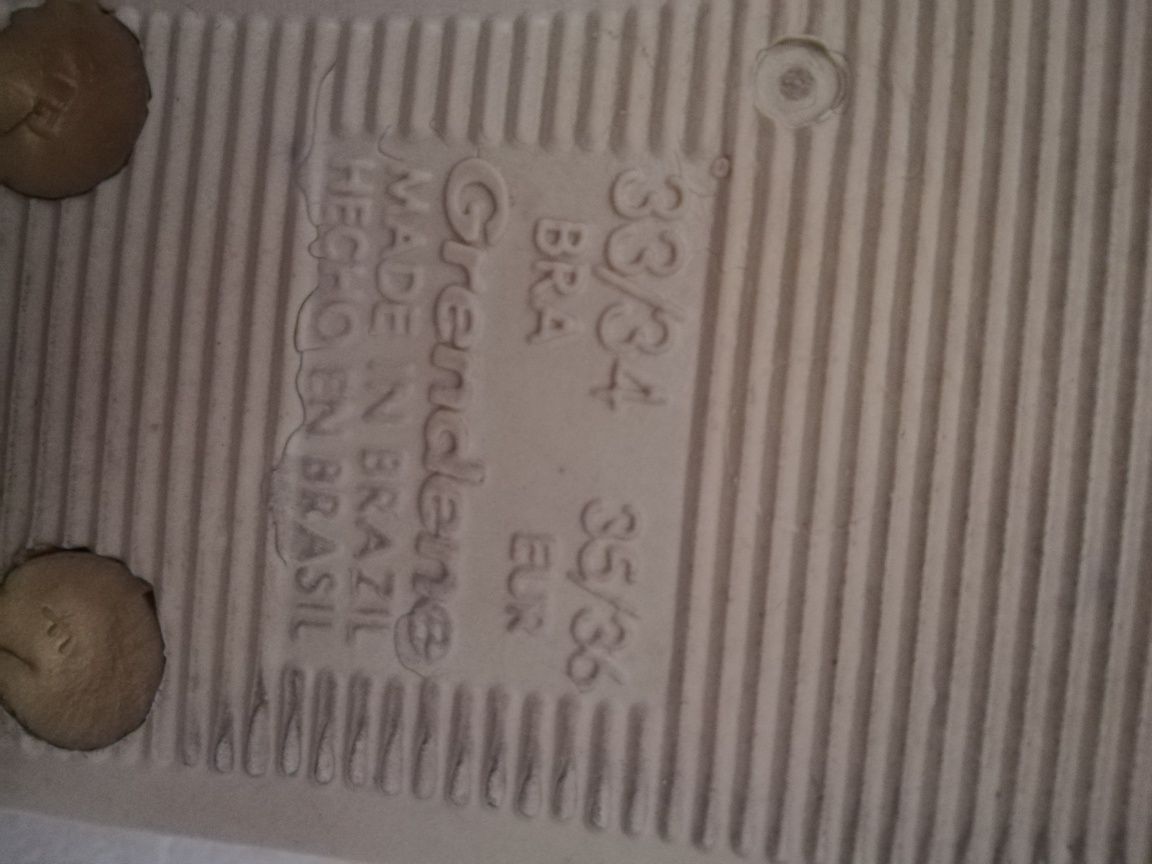 33/34 35/36
BRA EUR
Grendene
MADE IN BRAZIL
HECHO EN BRASIL